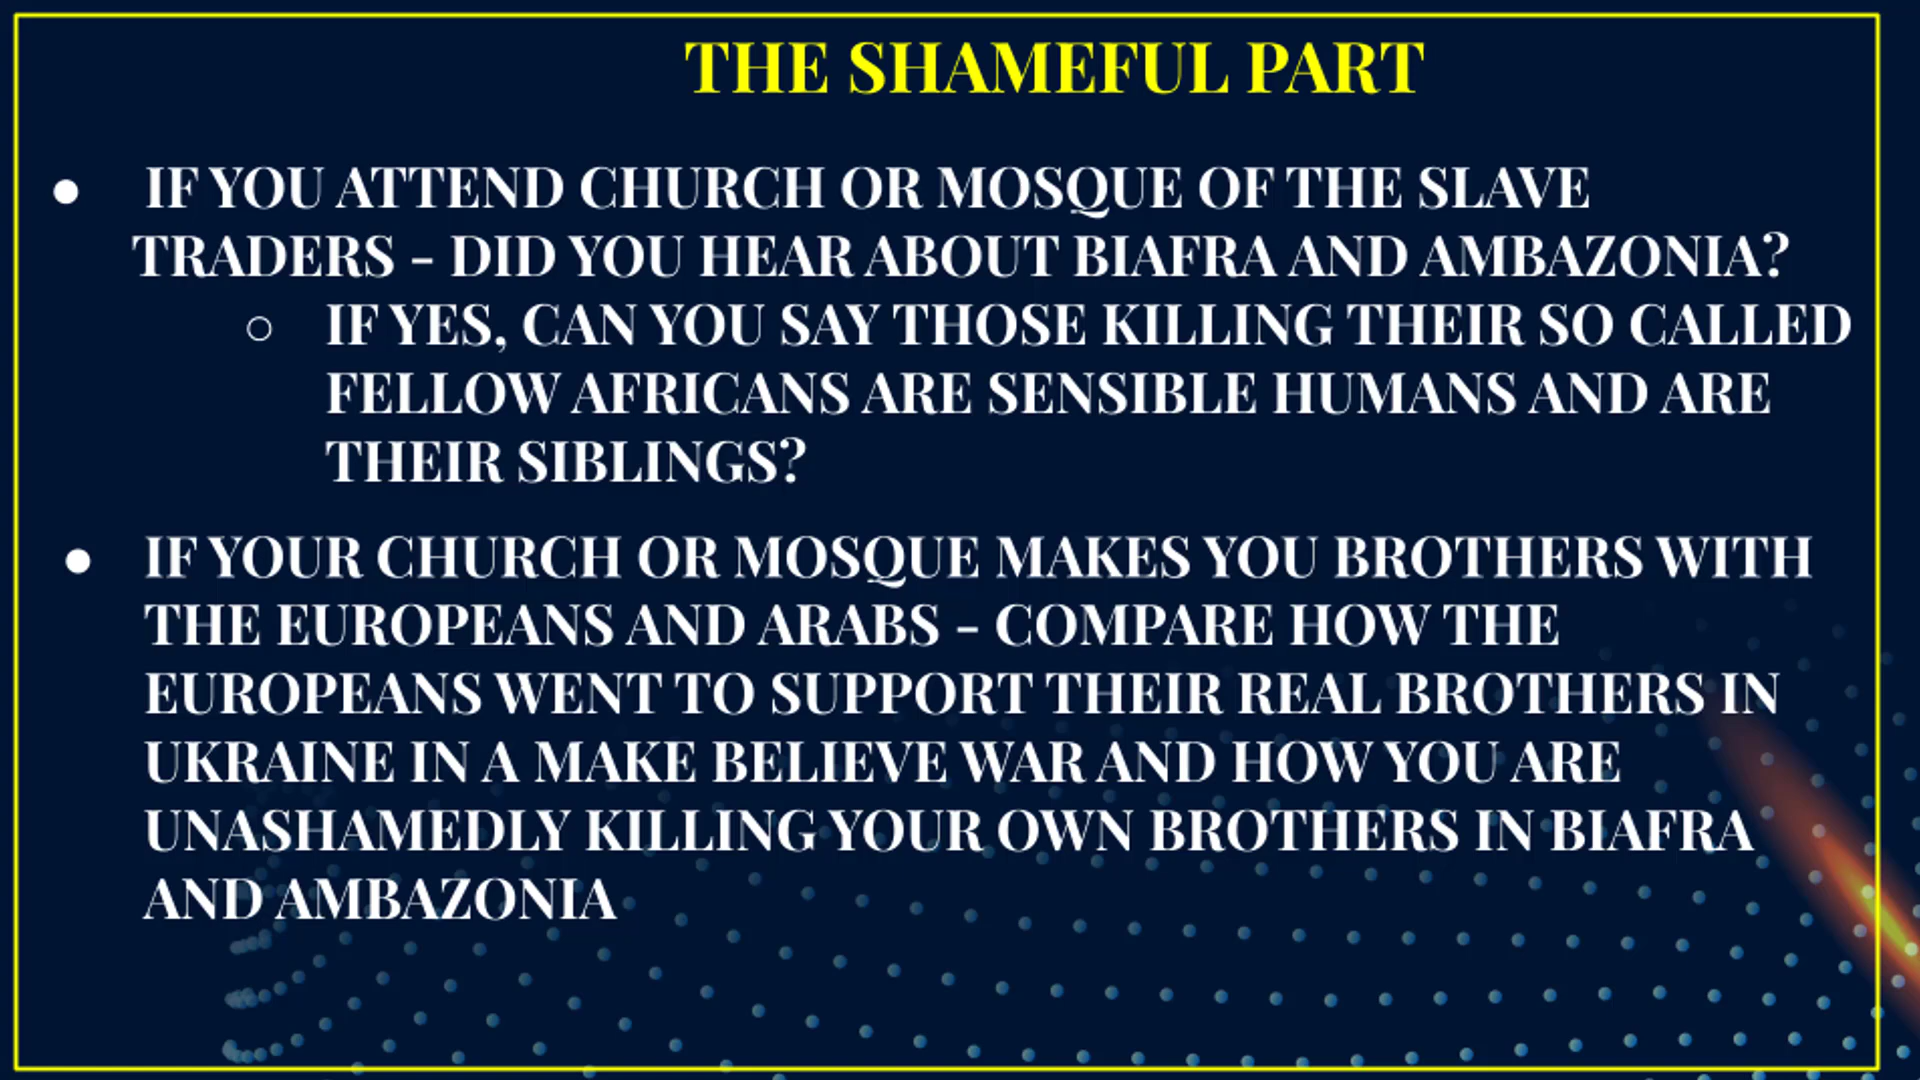 THE SHAMEFUL PART
● IF YOU ATTEND CHURCH OR MOSQUE OF THE SLAVE
TRADERS - DID YOU HEAR ABOUT BIAFRA AND AMBAZONIA?
○ IF YES, CAN YOU SAY THOSE KILLING THEIR SO CALLED
FELLOW AFRICANS ARE SENSIBLE HUMANS AND ARE
THEIR SIBLINGS?
● IF YOUR CHURCH OR MOSQUE MAKES YOU BROTHERS WITH
THE EUROPEANS AND ARABS - COMPARE HOW THE
EUROPEANS WENT TO SUPPORT THEIR REAL BROTHERS IN
UKRAINE IN A MAKE BELIEVE WAR AND HOW YOU ARE
UNASHAMEDLY KILLING YOUR OWN BROTHERS IN BIAFRA
AND AMBAZONIA